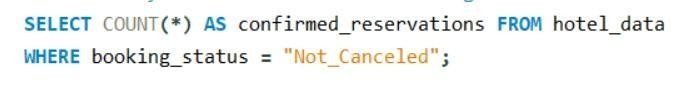 SELECT COUNT(*) AS confirmed_reservations FROM hotel_data
WHERE booking_status = "Not_Canceled";